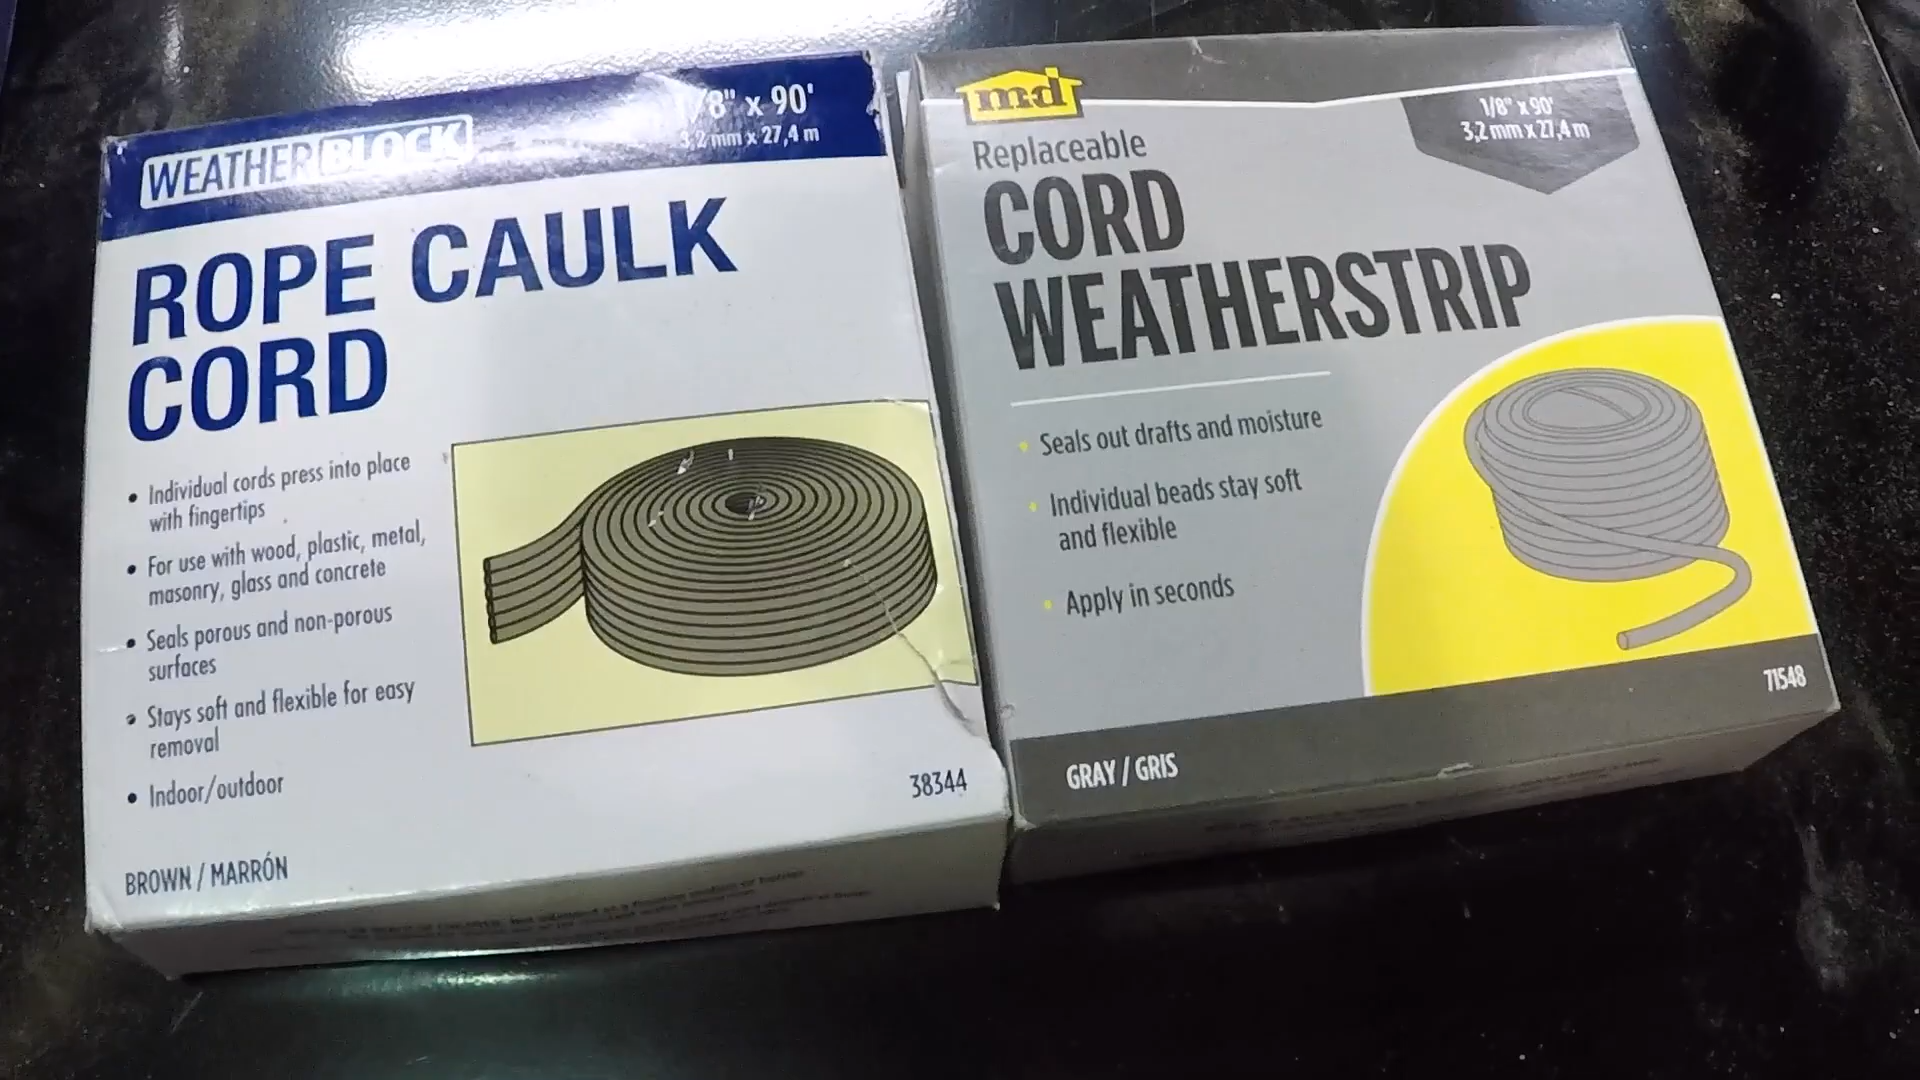 WEATHERBLOCK
1/8" x 90'
3,2 mm x 27,4 m
ROPE CAULK
CORD
• Individual cords press into place
with fingertips
• For use with wood, plastic, metal,
masonry, glass and concrete
• Seals porous and non-porous
surfaces
• Stays soft and flexible for easy
removal
• Indoor/outdoor
38344
BROWN / MARRÓN
m-d
1/8" x 90'
3,2 mm x 27,4 m
Replaceable
CORD
WEATHERSTRIP
• Seals out drafts and moisture
• Individual beads stay soft
and flexible
• Apply in seconds
71548
GRAY / GRIS